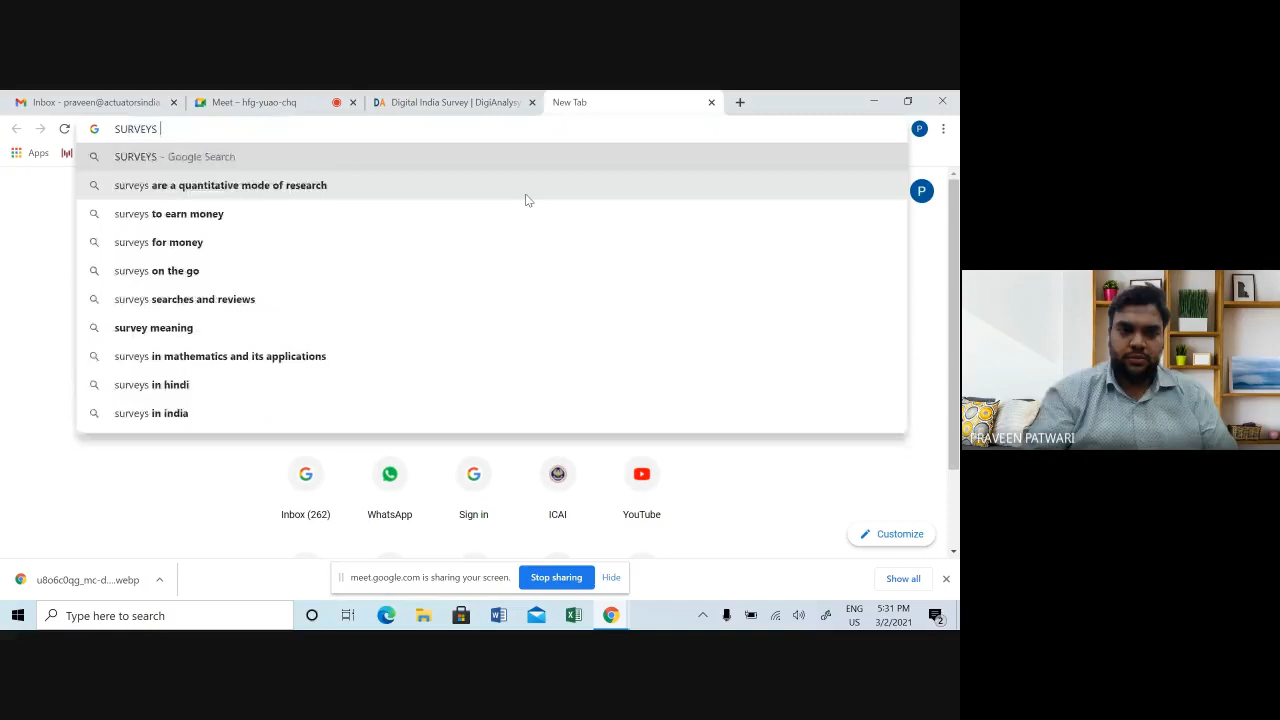 Inbox - praveen@actuatorsindia
Meet – hfg-yuao-chq
Digital India Survey | DigiAnalysy
New Tab
SURVEYS
P
Apps
SURVEYS - Google Search
surveys are a quantitative mode of research
P
surveys to earn money
surveys for money
surveys on the go
surveys searches and reviews
survey meaning
surveys in mathematics and its applications
surveys in hindi
surveys in india
PRAVEEN PATWARI
Inbox (262)
WhatsApp
Sign in
ICAI
YouTube
Customize
u8o6c0qg_mc-d....webp
meet.google.com is sharing your screen.
Stop sharing
Hide
Show all
Type here to search
ENG
US
5:31 PM
3/2/2021
2